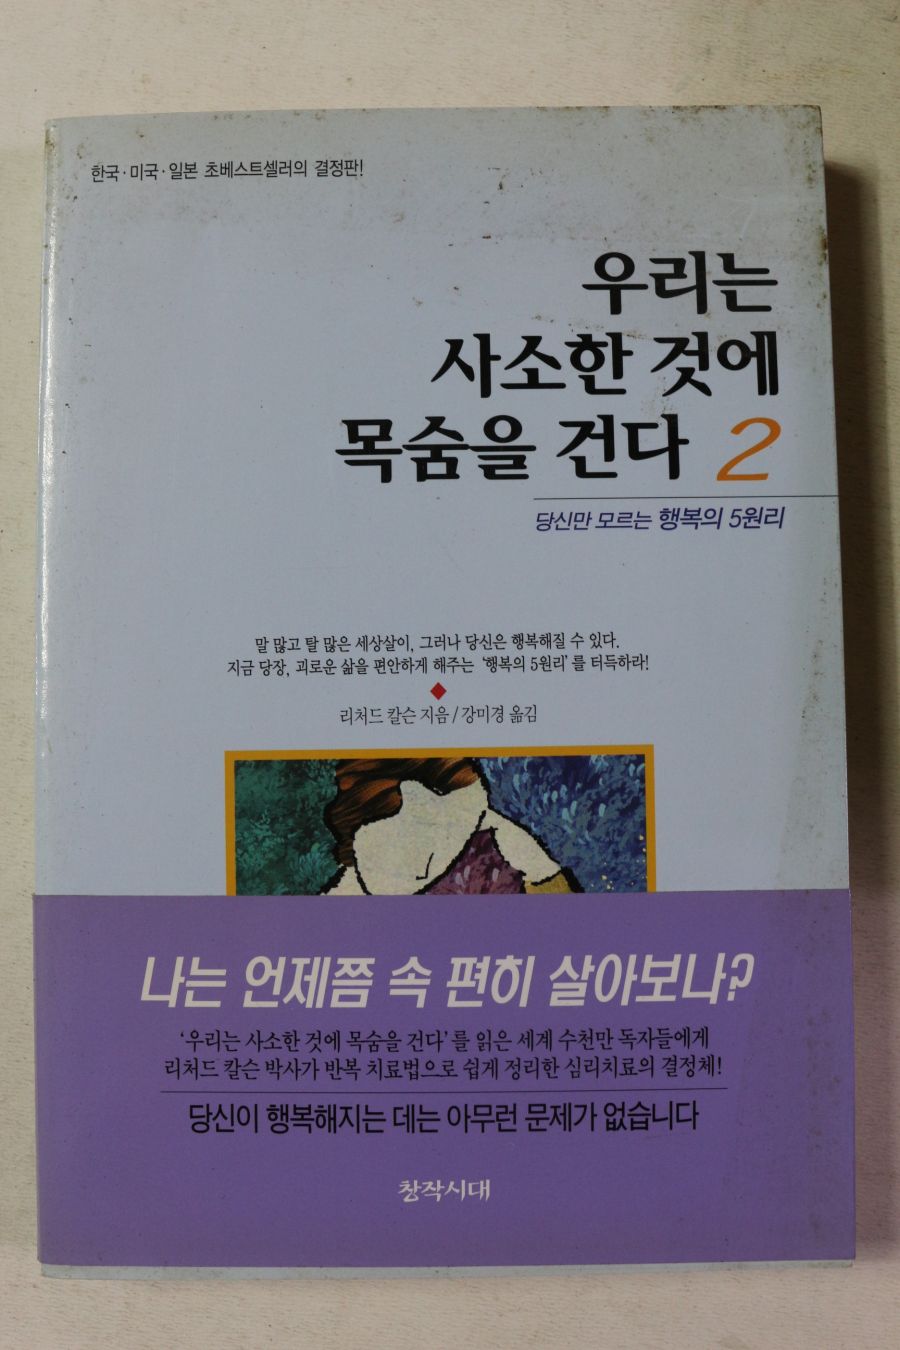 한국·미국·일본 초베스트셀러의 결정판!
우리는
사소한 것에
목숨을 건다 2
당신만 모르는 행복의 5원리
말 많고 탈 많은 세상살이, 그러나 당신은 행복해질 수 있다.
지금 당장, 괴로운 삶을 편안하게 해주는 '행복의 5원리'를 터득하라!
리처드 칼슨 지음/강미경 옮김
나는 언제쯤 속 편히 살아보나?
'우리는 사소한 것에 목숨을 건다'를 읽은 세계 수천만 독자들에게
리처드 칼슨 박사가 반복 치료법으로 쉽게 정리한 심리치료의 결정체!
당신이 행복해지는 데는 아무런 문제가 없습니다
창작시대